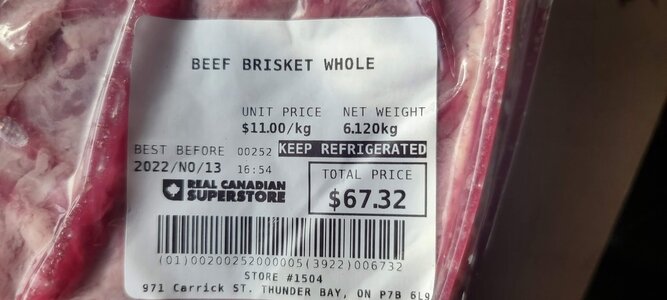 BEEF BRISKET WHOLE
UNIT PRICE NET WEIGHT
$11.00/kg 6.120kg
BEST BEFORE 00252 KEEP REFRIGERATED
2022/NO/13 16:54
TOTAL PRICE
REAL CANADIAN
SUPERSTORE
$67.32
(01)00200252000005(3922)006732
STORE #1504
971 Carrick ST. THUNDER BAY, ON P7B 6L9